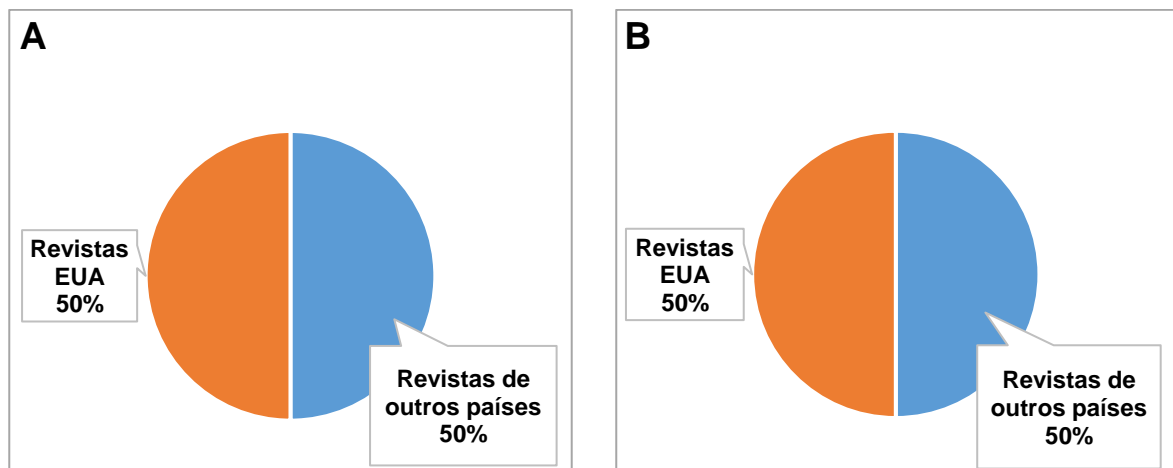 A
Revistas
EUA
50%
Revistas de
outros países
50%
B
Revistas
EUA
50%
Revistas de
outros países
50%